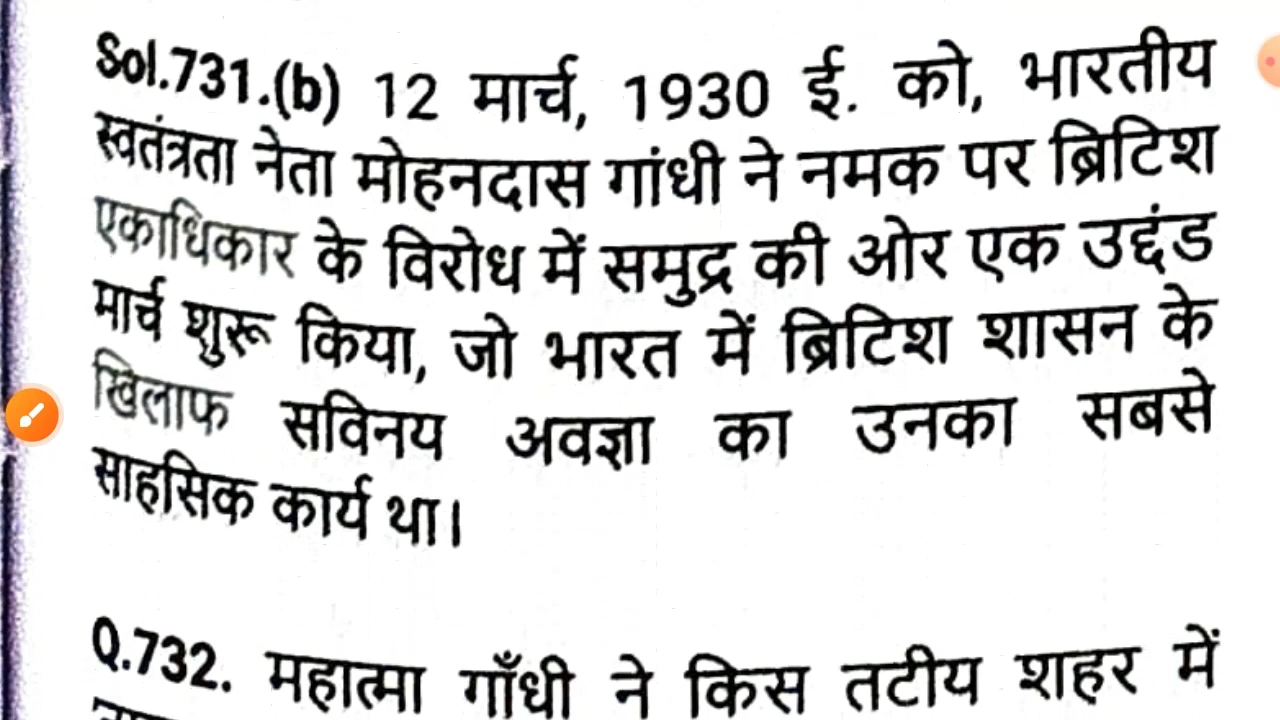 Sol.731.(b) 12 मार्च, 1930 ई. को, भारतीय
स्वतंत्रता नेता मोहनदास गांधी ने नमक पर ब्रिटिश
एकाधिकार के विरोध में समुद्र की ओर एक उद्दंड
मार्च शुरू किया, जो भारत में ब्रिटिश शासन के
खिलाफ सविनय अवज्ञा का उनका सबसे
साहसिक कार्य था।
Q.732. महात्मा गाँधी ने किस तटीय शहर में